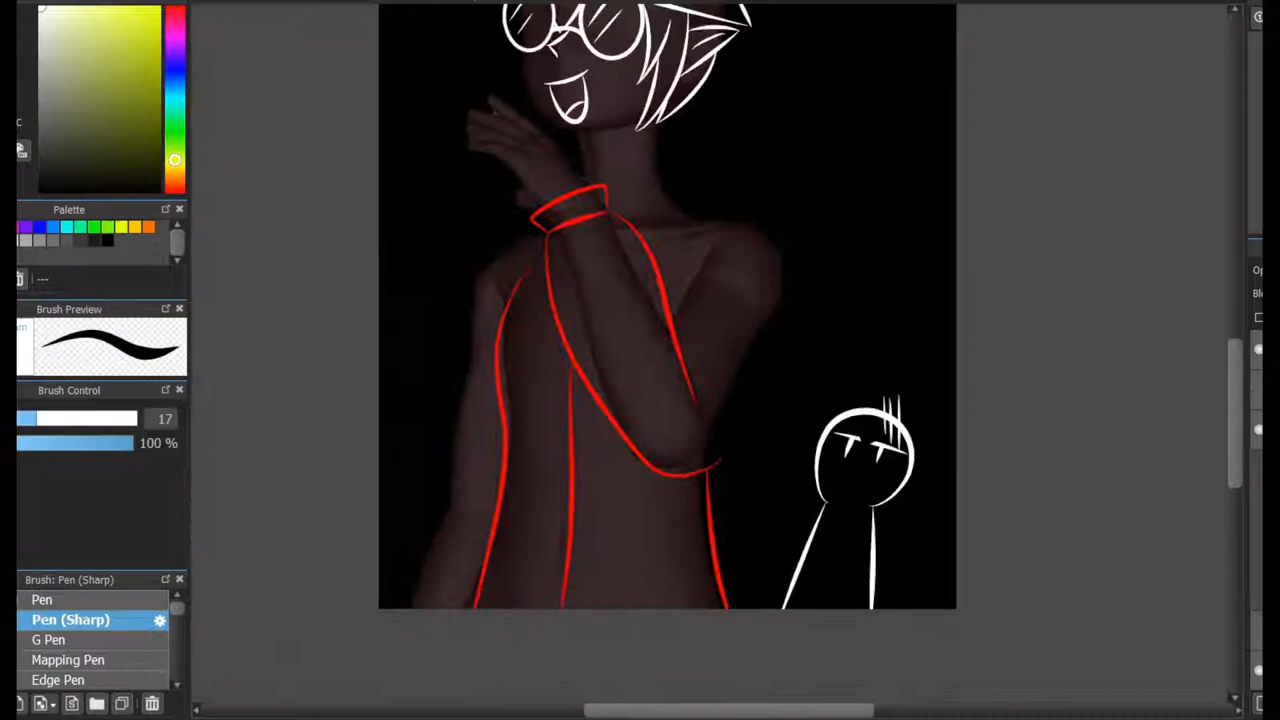 C
Palette
---
Brush Preview
Brush Control
17
100 %
Brush: Pen (Sharp)
Pen
Pen (Sharp)
G Pen
Mapping Pen
Edge Pen